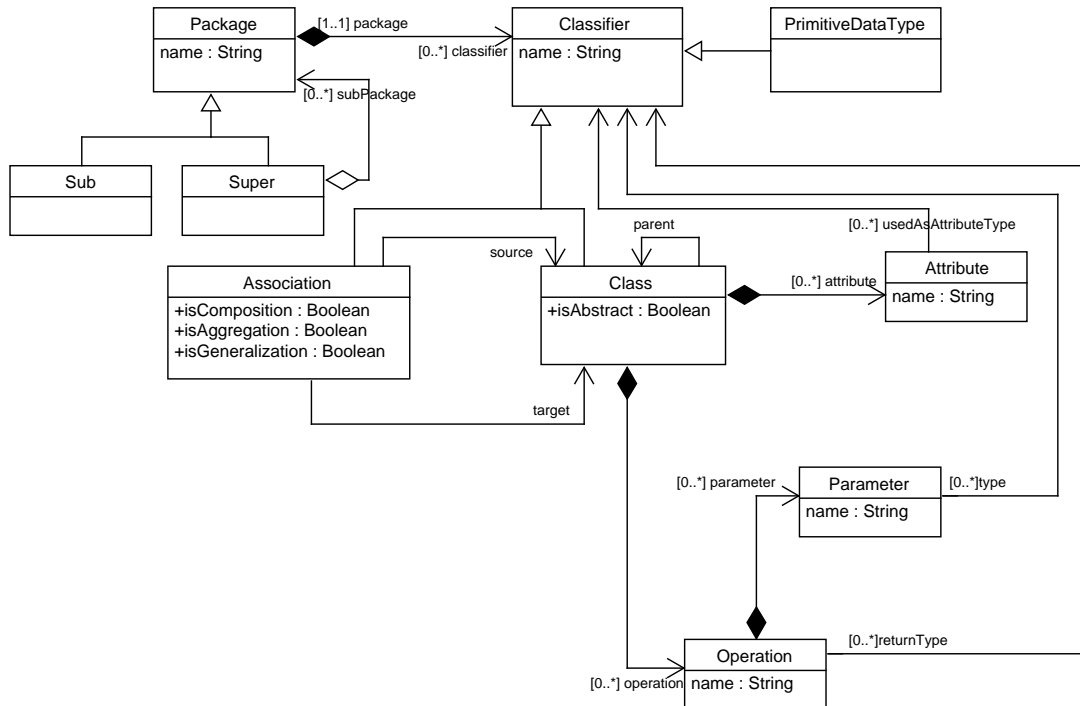 Package
name : String
[1..1] package
[0..*] classifier
Classifier
name : String
PrimitiveDataType
[0..*] subPackage
Sub
Super
[0..*] usedAsAttributeType
parent
source
Association
+isComposition : Boolean
+isAggregation : Boolean
+isGeneralization : Boolean
Class
+isAbstract : Boolean
[0..*] attribute
Attribute
name : String
target
[0..*] parameter
Parameter
name : String
[0..*]type
[0..*] operation
Operation
name : String
[0..*]returnType